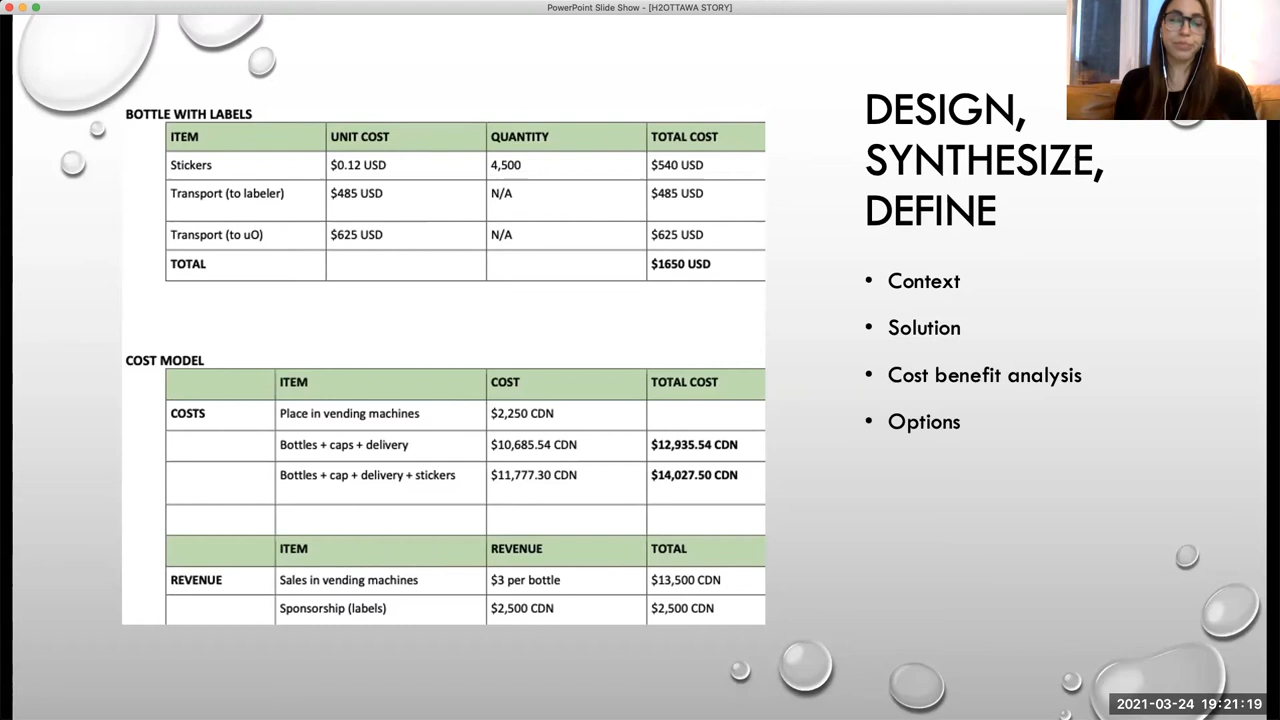 PowerPoint Slide Show - [H2OTTAWA STORY]
BOTTLE WITH LABELS
ITEM UNIT COST QUANTITY TOTAL COST
Stickers $0.12 USD 4,500 $540 USD
Transport (to labeler) $485 USD N/A $485 USD
Transport (to uO) $625 USD N/A $625 USD
TOTAL $1650 USD
COST MODEL
ITEM COST TOTAL COST
COSTS Place in vending machines $2,250 CDN
Bottles + caps + delivery $10,685.54 CDN $12,935.54 CDN
Bottles + cap + delivery + stickers $11,777.30 CDN $14,027.50 CDN
ITEM REVENUE TOTAL
REVENUE Sales in vending machines $3 per bottle $13,500 CDN
Sponsorship (labels) $2,500 CDN $2,500 CDN
DESIGN,
SYNTHESIZE,
DEFINE
• Context
• Solution
• Cost benefit analysis
• Options
2021-03-24 19:21:19